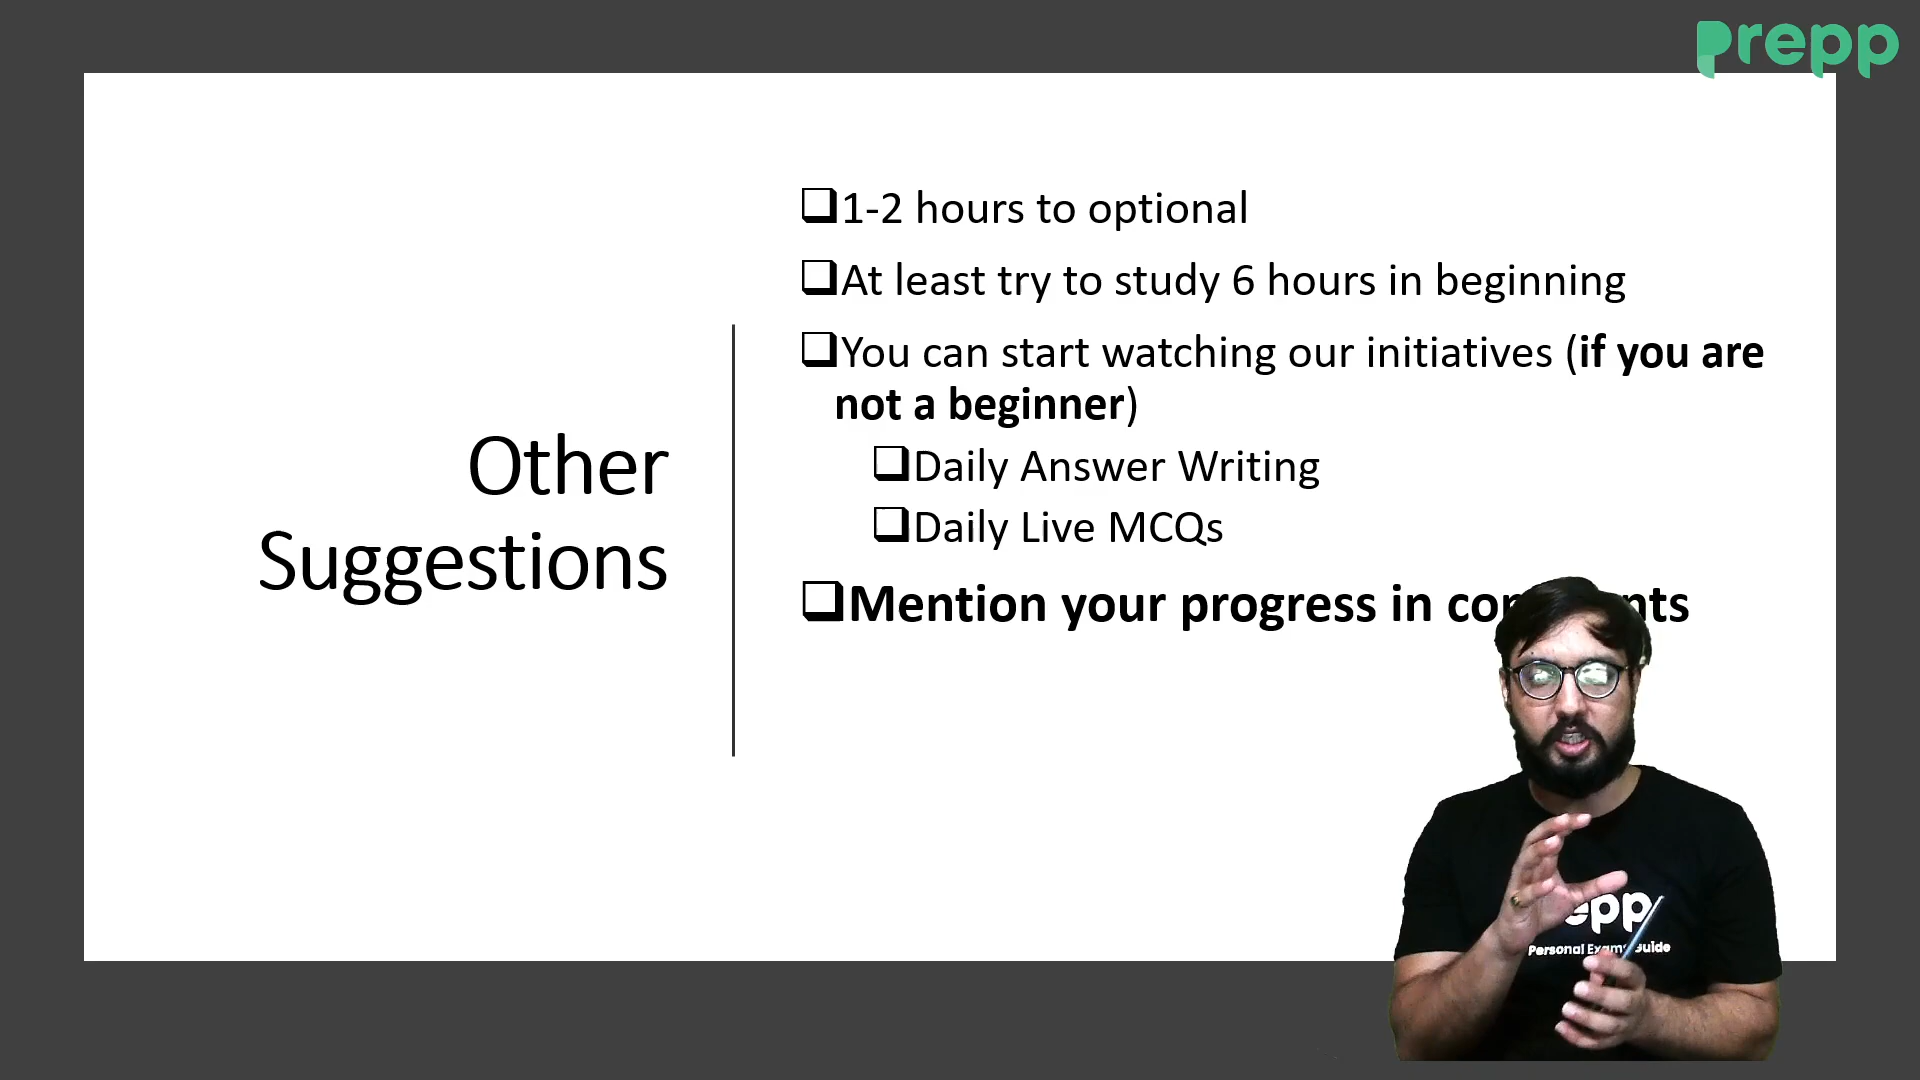 prepp
Other
Suggestions
1-2 hours to optional
At least try to study 6 hours in beginning
You can start watching our initiatives (if you are
not a beginner)
Daily Answer Writing
Daily Live MCQs
Mention your progress in
epp
Personal Guide